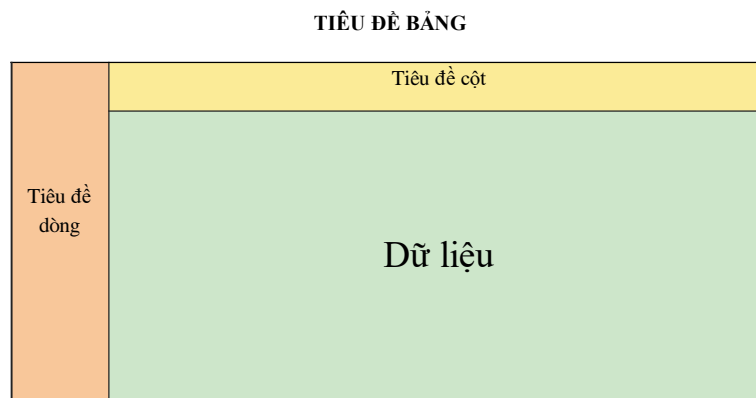 TIÊU ĐỀ BẢNG
Tiêu đề cột
Tiêu đề
dòng
Dữ liệu